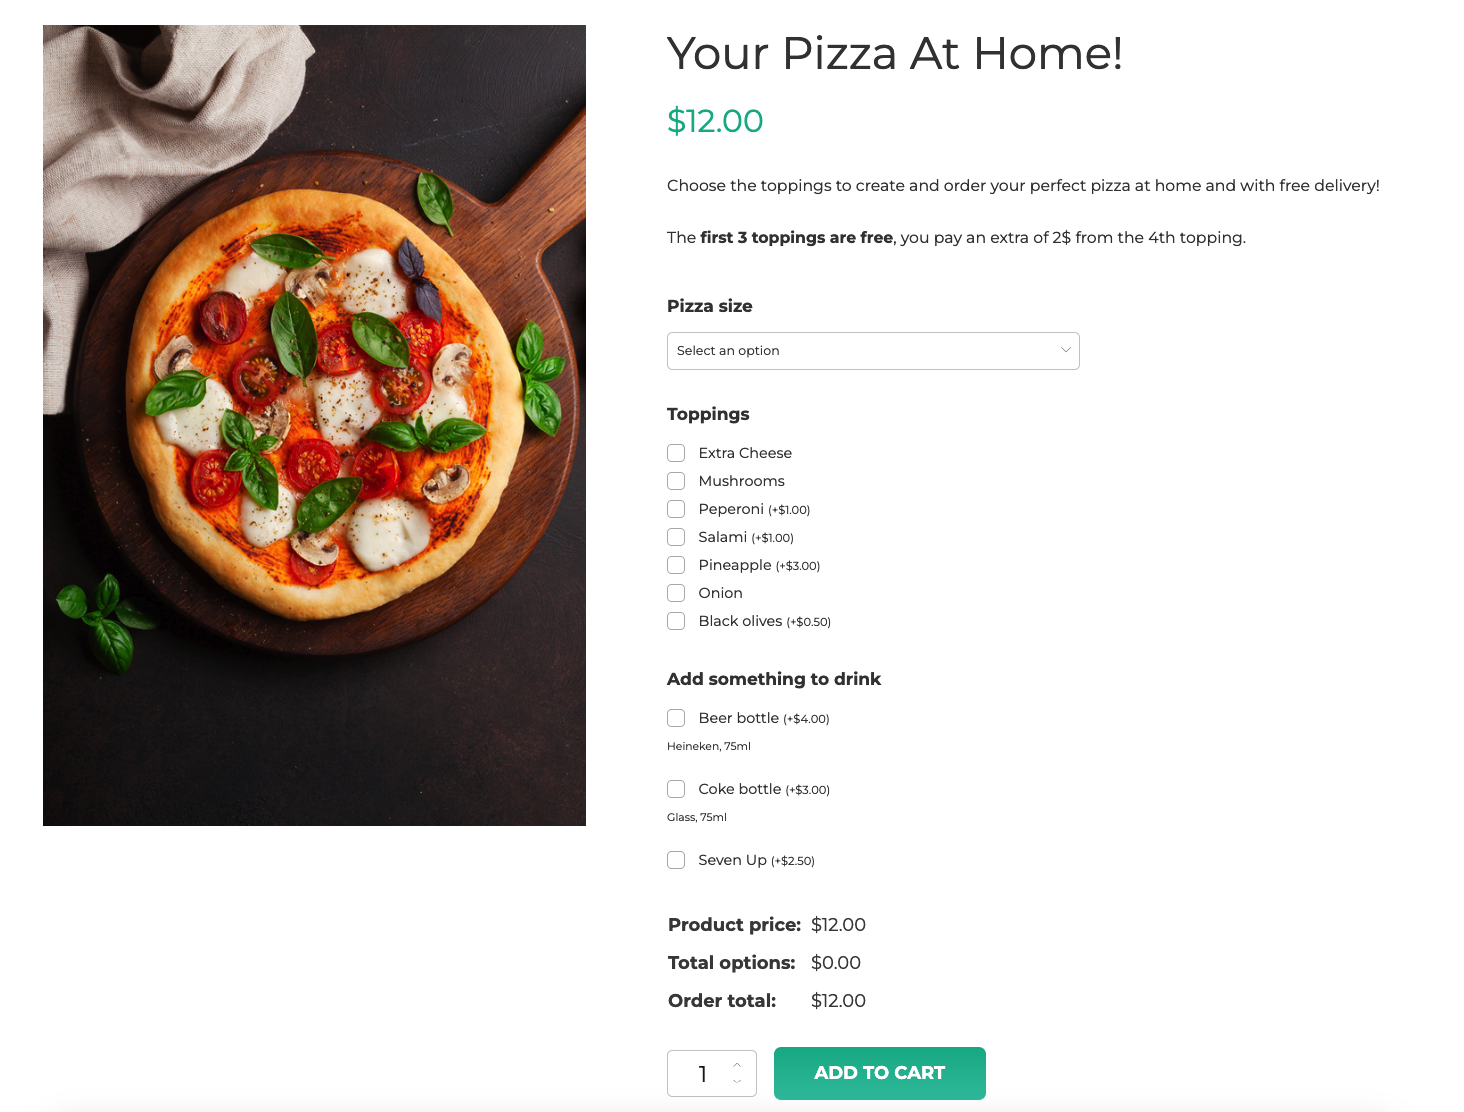 Your Pizza At Home!
$12.00
Choose the toppings to create and order your perfect pizza at home and with free delivery!
The first 3 toppings are free, you pay an extra of 2$ from the 4th topping.
Pizza size
Select an option
Toppings
Extra Cheese
Mushrooms
Peperoni (+$1.00)
Salami (+$1.00)
Pineapple (+$3.00)
Onion
Black olives (+$0.50)
Add something to drink
Beer bottle (+$4.00)
Heineken, 75ml
Coke bottle (+$3.00)
Glass, 75ml
Seven Up (+$2.50)
Product price: $12.00
Total options: $0.00
Order total: $12.00
1 ADD TO CART